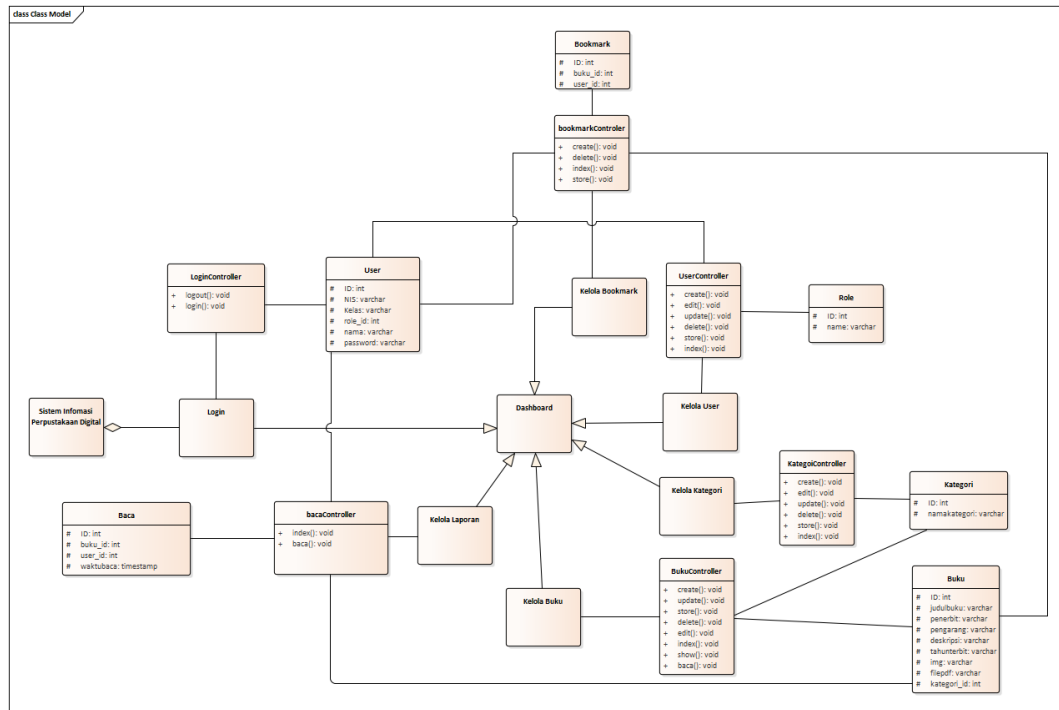 class Class Model
Bookmark
# ID: int
# buku_id: int
# user_id: int
bookmarkControler
+ create(): void
+ delete(): void
+ index(): void
+ store(): void
LoginController
+ logout(): void
+ login(): void
User
# ID: int
# NIS: varchar
# Kelas: varchar
# role_id: int
# nama: varchar
# password: varchar
Kelola Bookmark
UserController
+ create(): void
+ edit(): void
+ update(): void
+ delete(): void
+ store(): void
+ index(): void
Role
# ID: int
# name: varchar
Sistem Infomasi
Perpustakaan Digital
Login
Dashboard
Kelola User
Kelola Kategori
KategoiController
+ create(): void
+ edit(): void
+ update(): void
+ delete(): void
+ store(): void
+ index(): void
Kategori
# ID: int
# namakategori: varchar
Baca
# ID: int
# buku_id: int
# user_id: int
# waktubaca: timestamp
bacaController
+ index(): void
+ baca(): void
Kelola Laporan
Kelola Buku
BukuController
+ create(): void
+ update(): void
+ store(): void
+ delete(): void
+ edit(): void
+ index(): void
+ show(): void
+ baca(): void
Buku
# ID: int
# judulbuku: varchar
# penerbit: varchar
# pengarang: varchar
# deskripsi: varchar
# tahunterbit: varchar
# img: varchar
# filepdf: varchar
# kategori_id: int